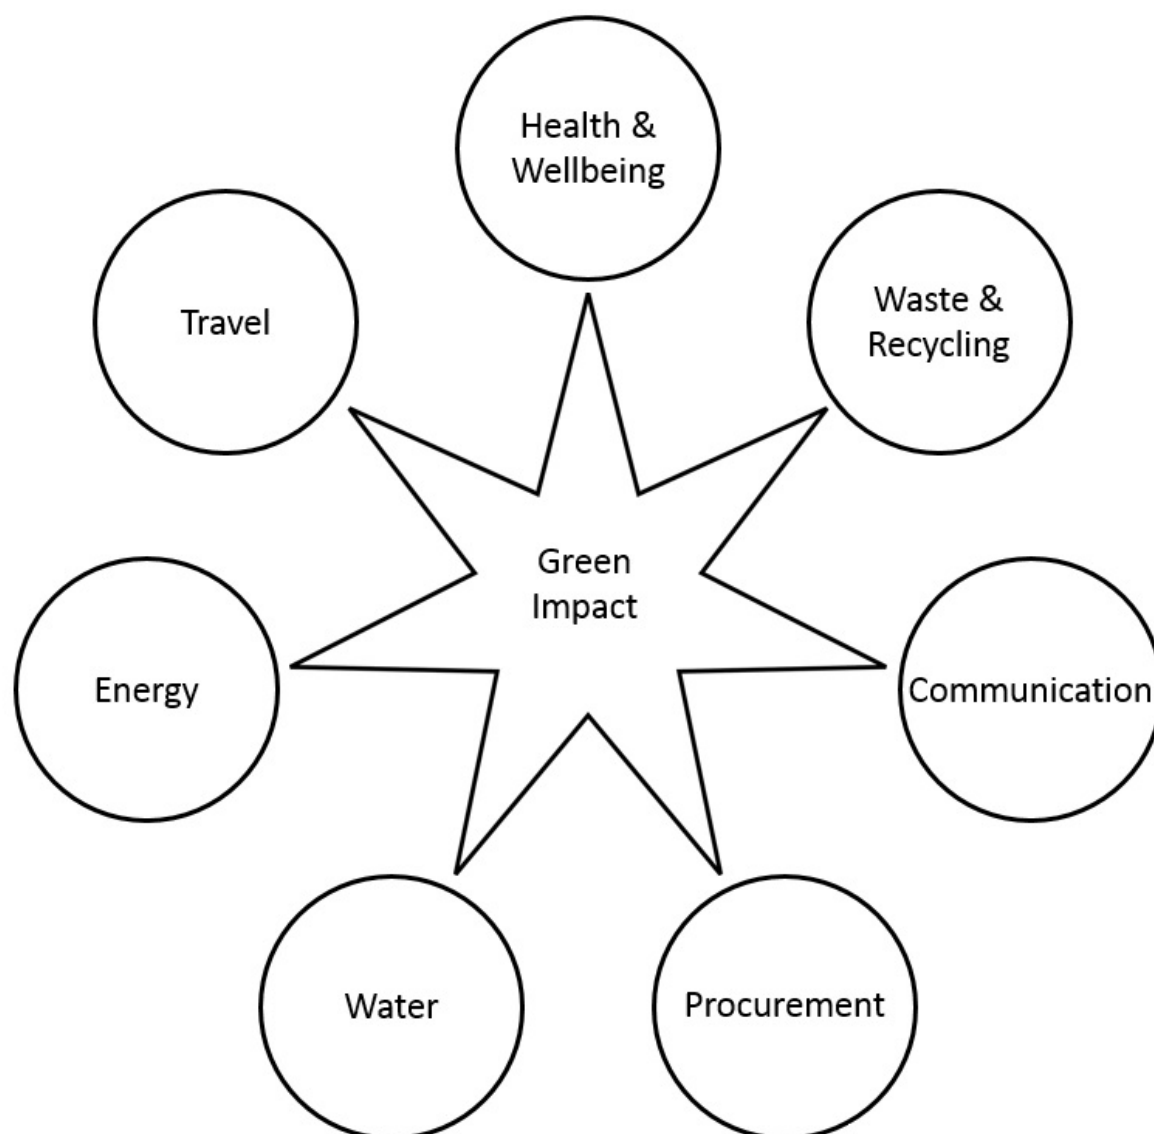 Health &
Wellbeing
Travel
Waste &
Recycling
Green
Impact
Energy
Communication
Water
Procurement